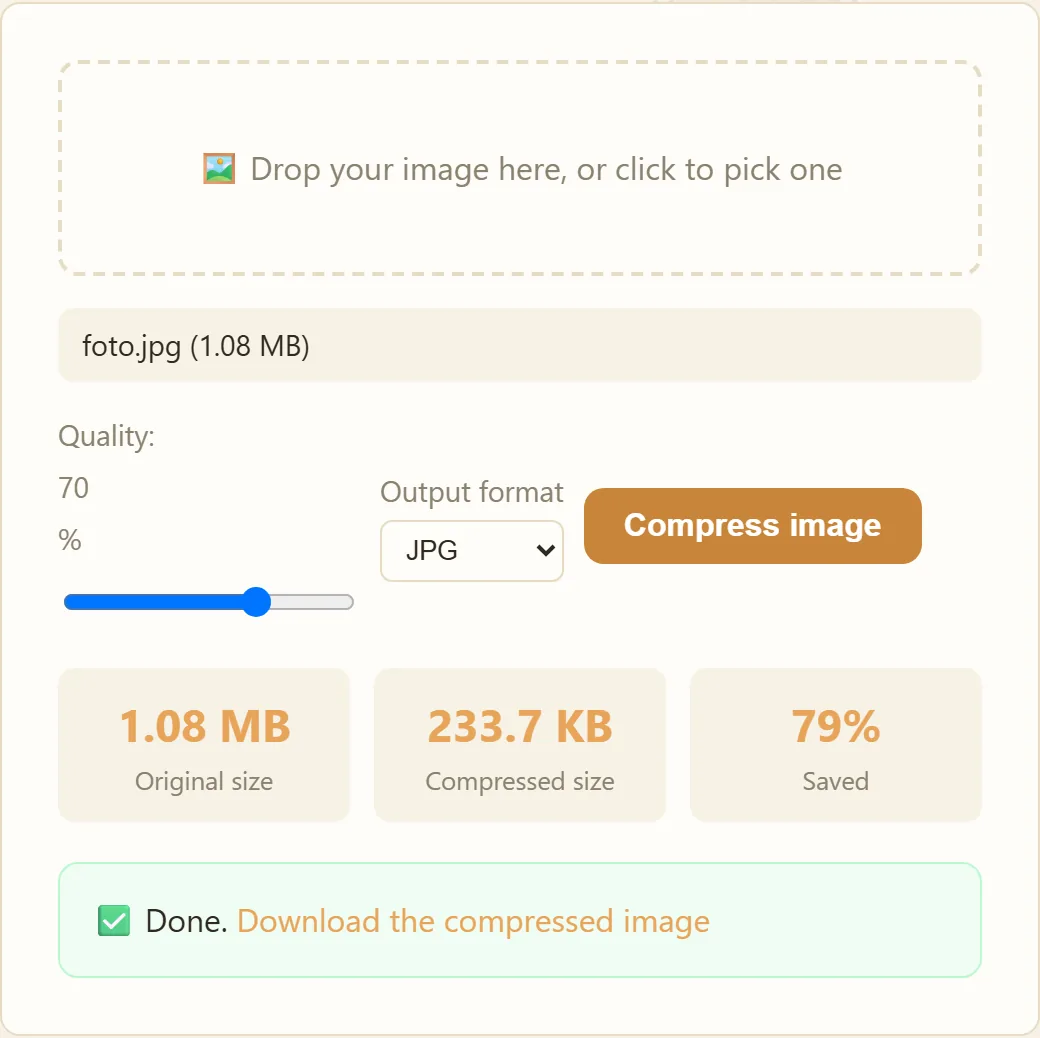 Drop your image here, or click to pick one
foto.jpg (1.08 MB)
Quality:
70
%
Output format
JPG
Compress image
1.08 MB
Original size
233.7 KB
Compressed size
79%
Saved
Done. Download the compressed image